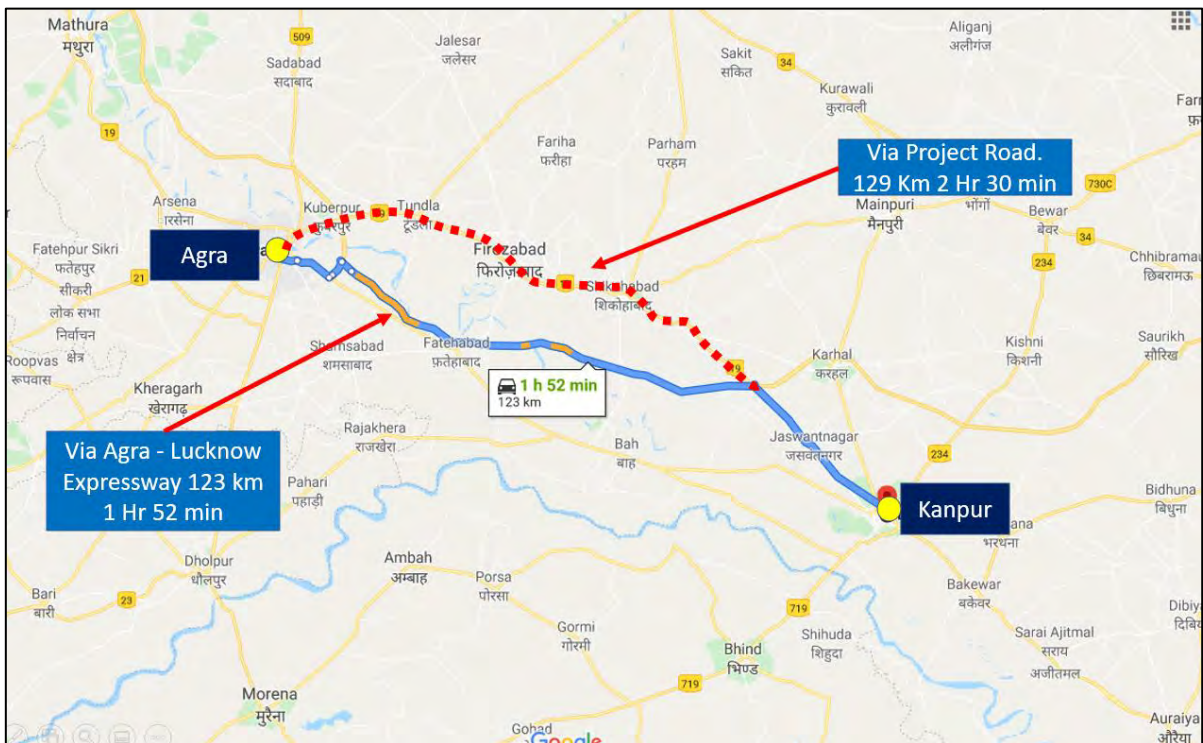 Mathura
मथुरा
509
Sadabad
सदाबाद
Jalesar
जलेसर
Sakit
सकित
34
Aliganj
अलीगंज
Kurawali
कुरावली
19
Fariha
फरीहा
Parham
परहम
Via Project Road.
129 Km 2 Hr 30 min
730C
Arsena
Kuberpur
Tundla
टूंडला
Mainpuri
मैनपुरी
भोंगों
Bewar
बेवर
34
Fatehpur Sikri
फतेहपुर
सीकरी
लोक सभा
निर्वाचन
क्षेत्र
Agra
21
Firozabad
फिरोज़ाबाद
Shikohabad
शिकोहाबाद
234
Chhibramau
छिबरामऊ
Shamsabad
शमसाबाद
Fatehabad
फ़तेहाबाद
Kishni
किशनी
Saurikh
सौरिख
Roopvas
रूपवास
Kheragarh
खेरागढ़
1 h 52 min
123 km
19
Karhal
करहल
Via Agra - Lucknow
Expressway 123 km
1 Hr 52 min
Rajakhera
राजखेरा
Bah
बाह
Jaswantnagar
जसवंतनगर
234
Pahari
पहाड़ी
Kanpur
Bidhuna
बिधुना
भरथना
Dholpur
धौलपुर
Ambah
अम्बाह
Porsa
पोरसा
Bakewar
बकेवर
Bari
बारी
23
719
Gormi
गोरमी
Shihuda
शिहुदा
Sarai Ajitmal
सराय
अजीतमल
Bhind
भिण्ड
719
Morena
मुरैना
Gohad
Google
Auraiya
औरैया